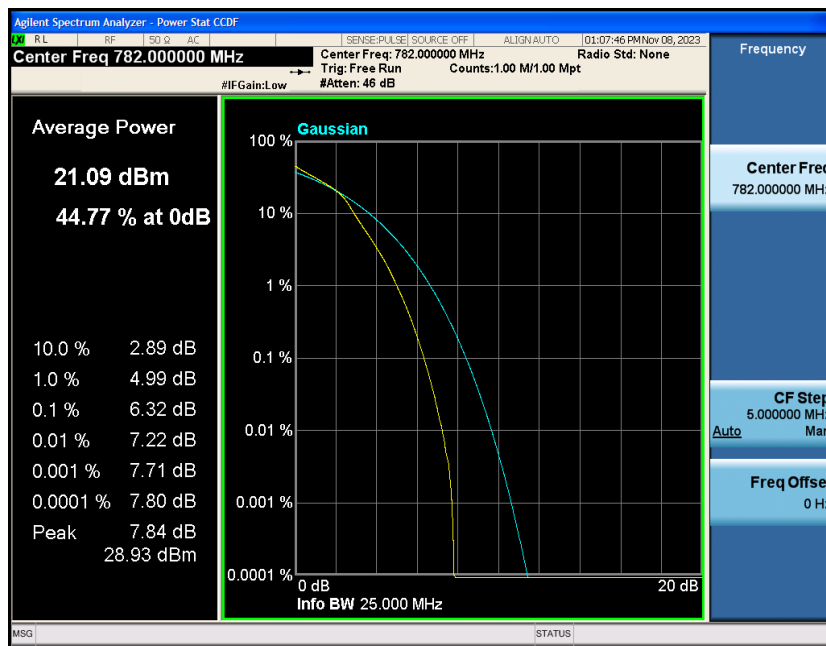 Agilent Spectrum Analyzer - Power Stat CCDF
LXI RL RF 50 Ω AC SENSE:PULSE SOURCE OFF ALIGN AUTO 01:07:46 PM Nov 08, 2023
Center Freq 782.000000 MHz
Center Freq: 782.000000 MHz Radio Std: None
Trig: Free Run Counts:1.00 M/1.00 Mpt
#IFGain:Low #Atten: 46 dB
Frequency
Average Power
21.09 dBm
44.77 % at 0dB
10.0 % 2.89 dB
1.0 % 4.99 dB
0.1 % 6.32 dB
0.01 % 7.22 dB
0.001 % 7.71 dB
0.0001 % 7.80 dB
Peak 7.84 dB
28.93 dBm
Gaussian
100 %
10 %
1 %
0.1 %
0.01 %
0.001 %
0.0001 %
0 dB 20 dB
Info BW 25.000 MHz
Center Freq
782.000000 MH
CF Step
5.000000 MH
Auto Man
Freq Offse
0 H
MSG STATUS